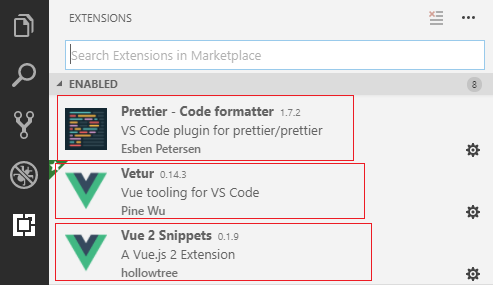 EXTENSIONS
Search Extensions in Marketplace
ENABLED 8
Prettier - Code formatter 1.7.2
VS Code plugin for prettier/prettier
Esben Petersen
Vetur 0.14.3
Vue tooling for VS Code
Pine Wu
Vue 2 Snippets 0.1.9
A Vue.js 2 Extension
hollowtree